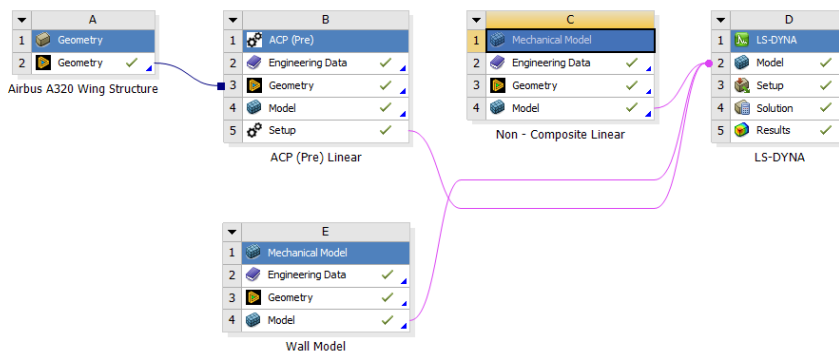 A
1 Geometry
2 Geometry
Airbus A320 Wing Structure
B
1 ACP (Pre)
2 Engineering Data
3 Geometry
4 Model
5 Setup
ACP (Pre) Linear
C
1 Mechanical Model
2 Engineering Data
3 Geometry
4 Model
Non - Composite Linear
D
1 LS-DYNA
2 Model
3 Setup
4 Solution
5 Results
LS-DYNA
E
1 Mechanical Model
2 Engineering Data
3 Geometry
4 Model
Wall Model